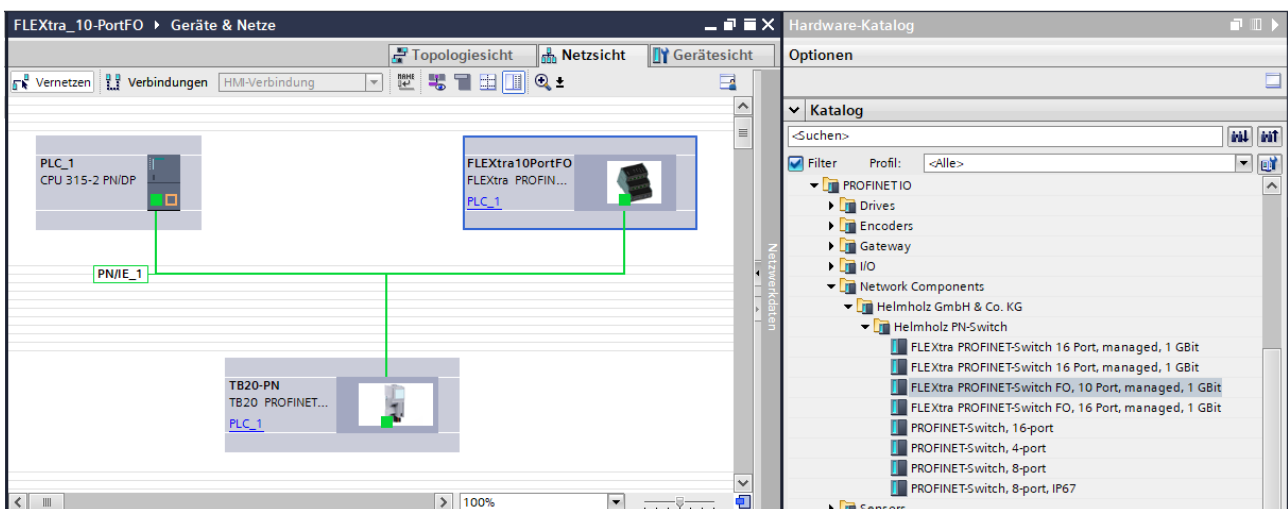 FLEXtra_10-PortFO ▸ Geräte & Netze
Topologiesicht Netzsicht Gerätesicht
Vernetzen Verbindungen HMI-Verbindung
PLC_1
CPU 315-2 PN/DP
FLEXtra10PortFO
FLEXtra PROFIN...
PLC_1
PN/IE_1
TB20-PN
TB20 PROFINET...
PLC_1
100%
Netzwerkdaten
Hardware-Katalog
Optionen
Katalog
<Suchen>
Filter Profil: <Alle>
PROFINET IO
Drives
Encoders
Gateway
I/O
Network Components
Helmholz GmbH & Co. KG
Helmholz PN-Switch
FLEXtra PROFINET-Switch 16 Port, managed, 1 GBit
FLEXtra PROFINET-Switch 16 Port, managed, 1 GBit
FLEXtra PROFINET-Switch FO, 10 Port, managed, 1 GBit
FLEXtra PROFINET-Switch FO, 16 Port, managed, 1 GBit
PROFINET-Switch, 16-port
PROFINET-Switch, 4-port
PROFINET-Switch, 8-port
PROFINET-Switch, 8-port, IP67
Sensors